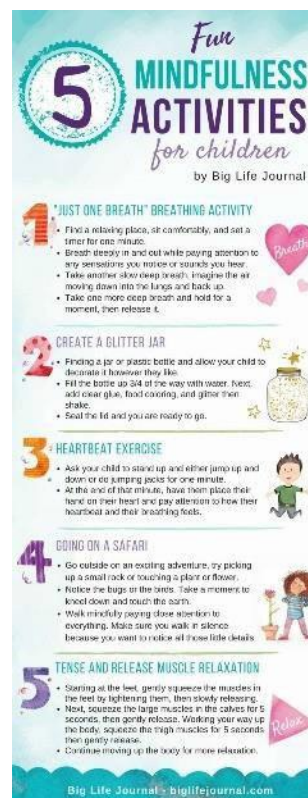 5
Fun
MINDFULNESS
ACTIVITIES
for children
by Big Life Journal
1
"JUST ONE BREATH" BREATHING ACTIVITY
• Find a relaxing place, sit comfortably, and set a
timer for one minute.
• Breath deeply in and out while paying attention to
any sensations you notice or sounds you hear.
• Take another slow deep breath, imagine the air
moving down into the lungs and back up.
• Take one more deep breath and hold for a
moment, then release it.
Breath
2
CREATE A GLITTER JAR
• Finding a jar or plastic bottle and allow your child to
decorate it however they like.
• Fill the bottle up 3/4 of the way with water. Next,
add clear glue, food coloring, and glitter then
shake.
• Seal the lid and you are ready to go.
3
HEARTBEAT EXERCISE
• Ask your child to stand up and either jump up and
down or do jumping jacks for one minute.
• At the end of that minute, have them place their
hand on their heart and pay attention to how their
heartbeat and their breathing feels.
4
GOING ON A SAFARI
• Go outside on an exciting adventure, try picking
up a small rock or touching a plant or flower.
• Notice the bugs or the birds. Take a moment to
kneel down and touch the earth.
• Walk mindfully paying close attention to
everything. Make sure you walk in silence
because you want to notice all those little details
5
TENSE AND RELEASE MUSCLE RELAXATION
• Starting at the feet, gently squeeze the muscles in
the feet by tightening them, then slowly releasing.
• Next, squeeze the large muscles in the calves for 5
seconds, then gently release. Working your way up
the body, squeeze the thigh muscles for 5 seconds
then gently release.
• Continue moving up the body for more relaxation.
Relax
Big Life Journal - biglifejournal.com